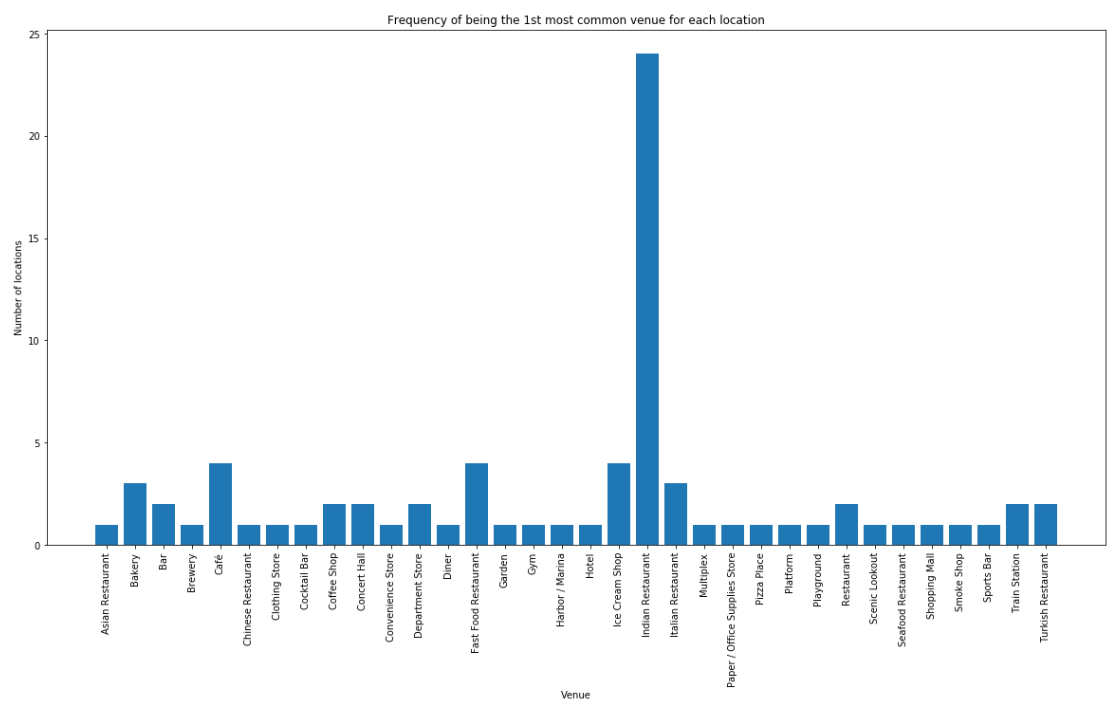 Frequency of being the 1st most common venue for each location
Number of locations
25
20
15
10
5
0
Asian Restaurant
Bakery
Bar
Brewery
Café
Chinese Restaurant
Clothing Store
Cocktail Bar
Coffee Shop
Concert Hall
Convenience Store
Department Store
Diner
Fast Food Restaurant
Garden
Gym
Harbor / Marina
Hotel
Ice Cream Shop
Indian Restaurant
Italian Restaurant
Multiplex
Paper / Office Supplies Store
Pizza Place
Platform
Playground
Restaurant
Scenic Lookout
Seafood Restaurant
Shopping Mall
Smoke Shop
Sports Bar
Train Station
Turkish Restaurant
Venue